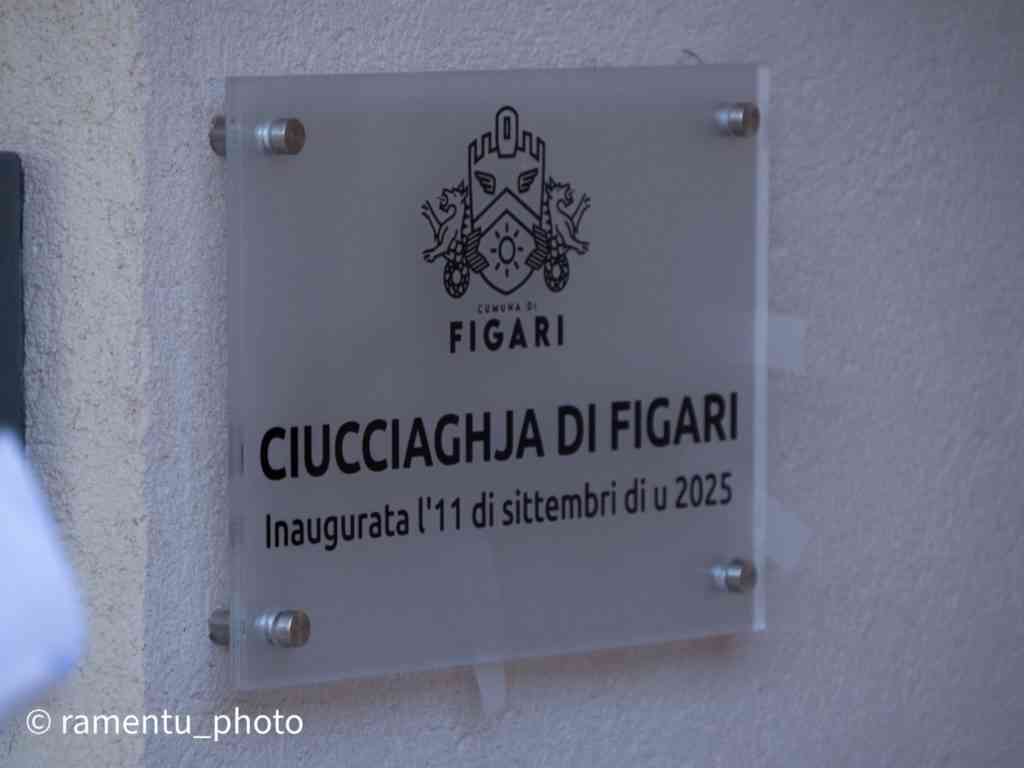 CUMUNA DI
FIGARI
CIUCCIAGHJA DI FIGARI
Inaugurata l'11 di sittembri di u 2025
© ramentu_photo